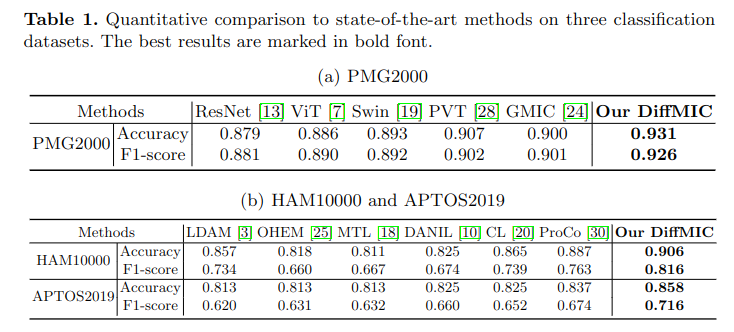 Table 1. Quantitative comparison to state-of-the-art methods on three classification
datasets. The best results are marked in bold font.
(a) PMG2000
Methods ResNet [13] ViT [7] Swin [19] PVT [28] GMIC [24] Our DiffMIC
PMG2000 Accuracy 0.879 0.886 0.893 0.907 0.900 0.931
F1-score 0.881 0.890 0.892 0.902 0.901 0.926
(b) HAM10000 and APTOS2019
Methods LDAM [3] OHEM [25] MTL [18] DANIL [10] CL [20] ProCo [30] Our DiffMIC
HAM10000 Accuracy 0.857 0.818 0.811 0.825 0.865 0.887 0.906
F1-score 0.734 0.660 0.667 0.674 0.739 0.763 0.816
APTOS2019 Accuracy 0.813 0.813 0.813 0.825 0.825 0.837 0.858
F1-score 0.620 0.631 0.632 0.660 0.652 0.674 0.716